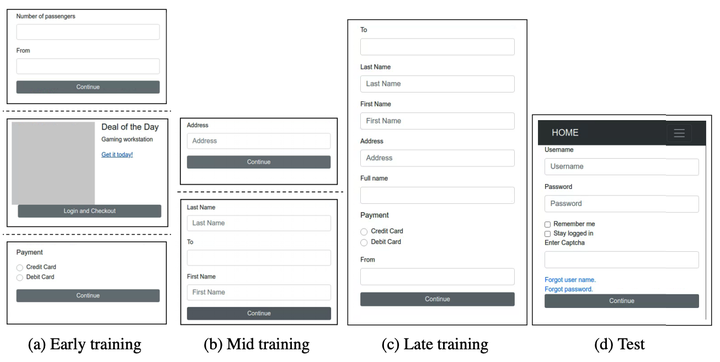 Number of passengers
From
Continue
Deal of the Day
Gaming workstation
Get it today!
Login and Checkout
Payment
Credit Card
Debit Card
Continue
(a) Early training
Address
Address
Continue
Last Name
Last Name
To
First Name
First Name
Continue
(b) Mid training
To
Last Name
Last Name
First Name
First Name
Address
Address
Full name
Payment
Credit Card
Debit Card
From
Continue
(c) Late training
HOME
Username
Username
Password
Password
Remember me
Stay logged in
Enter Captcha
Forgot user name.
Forgot password.
Continue
(d) Test